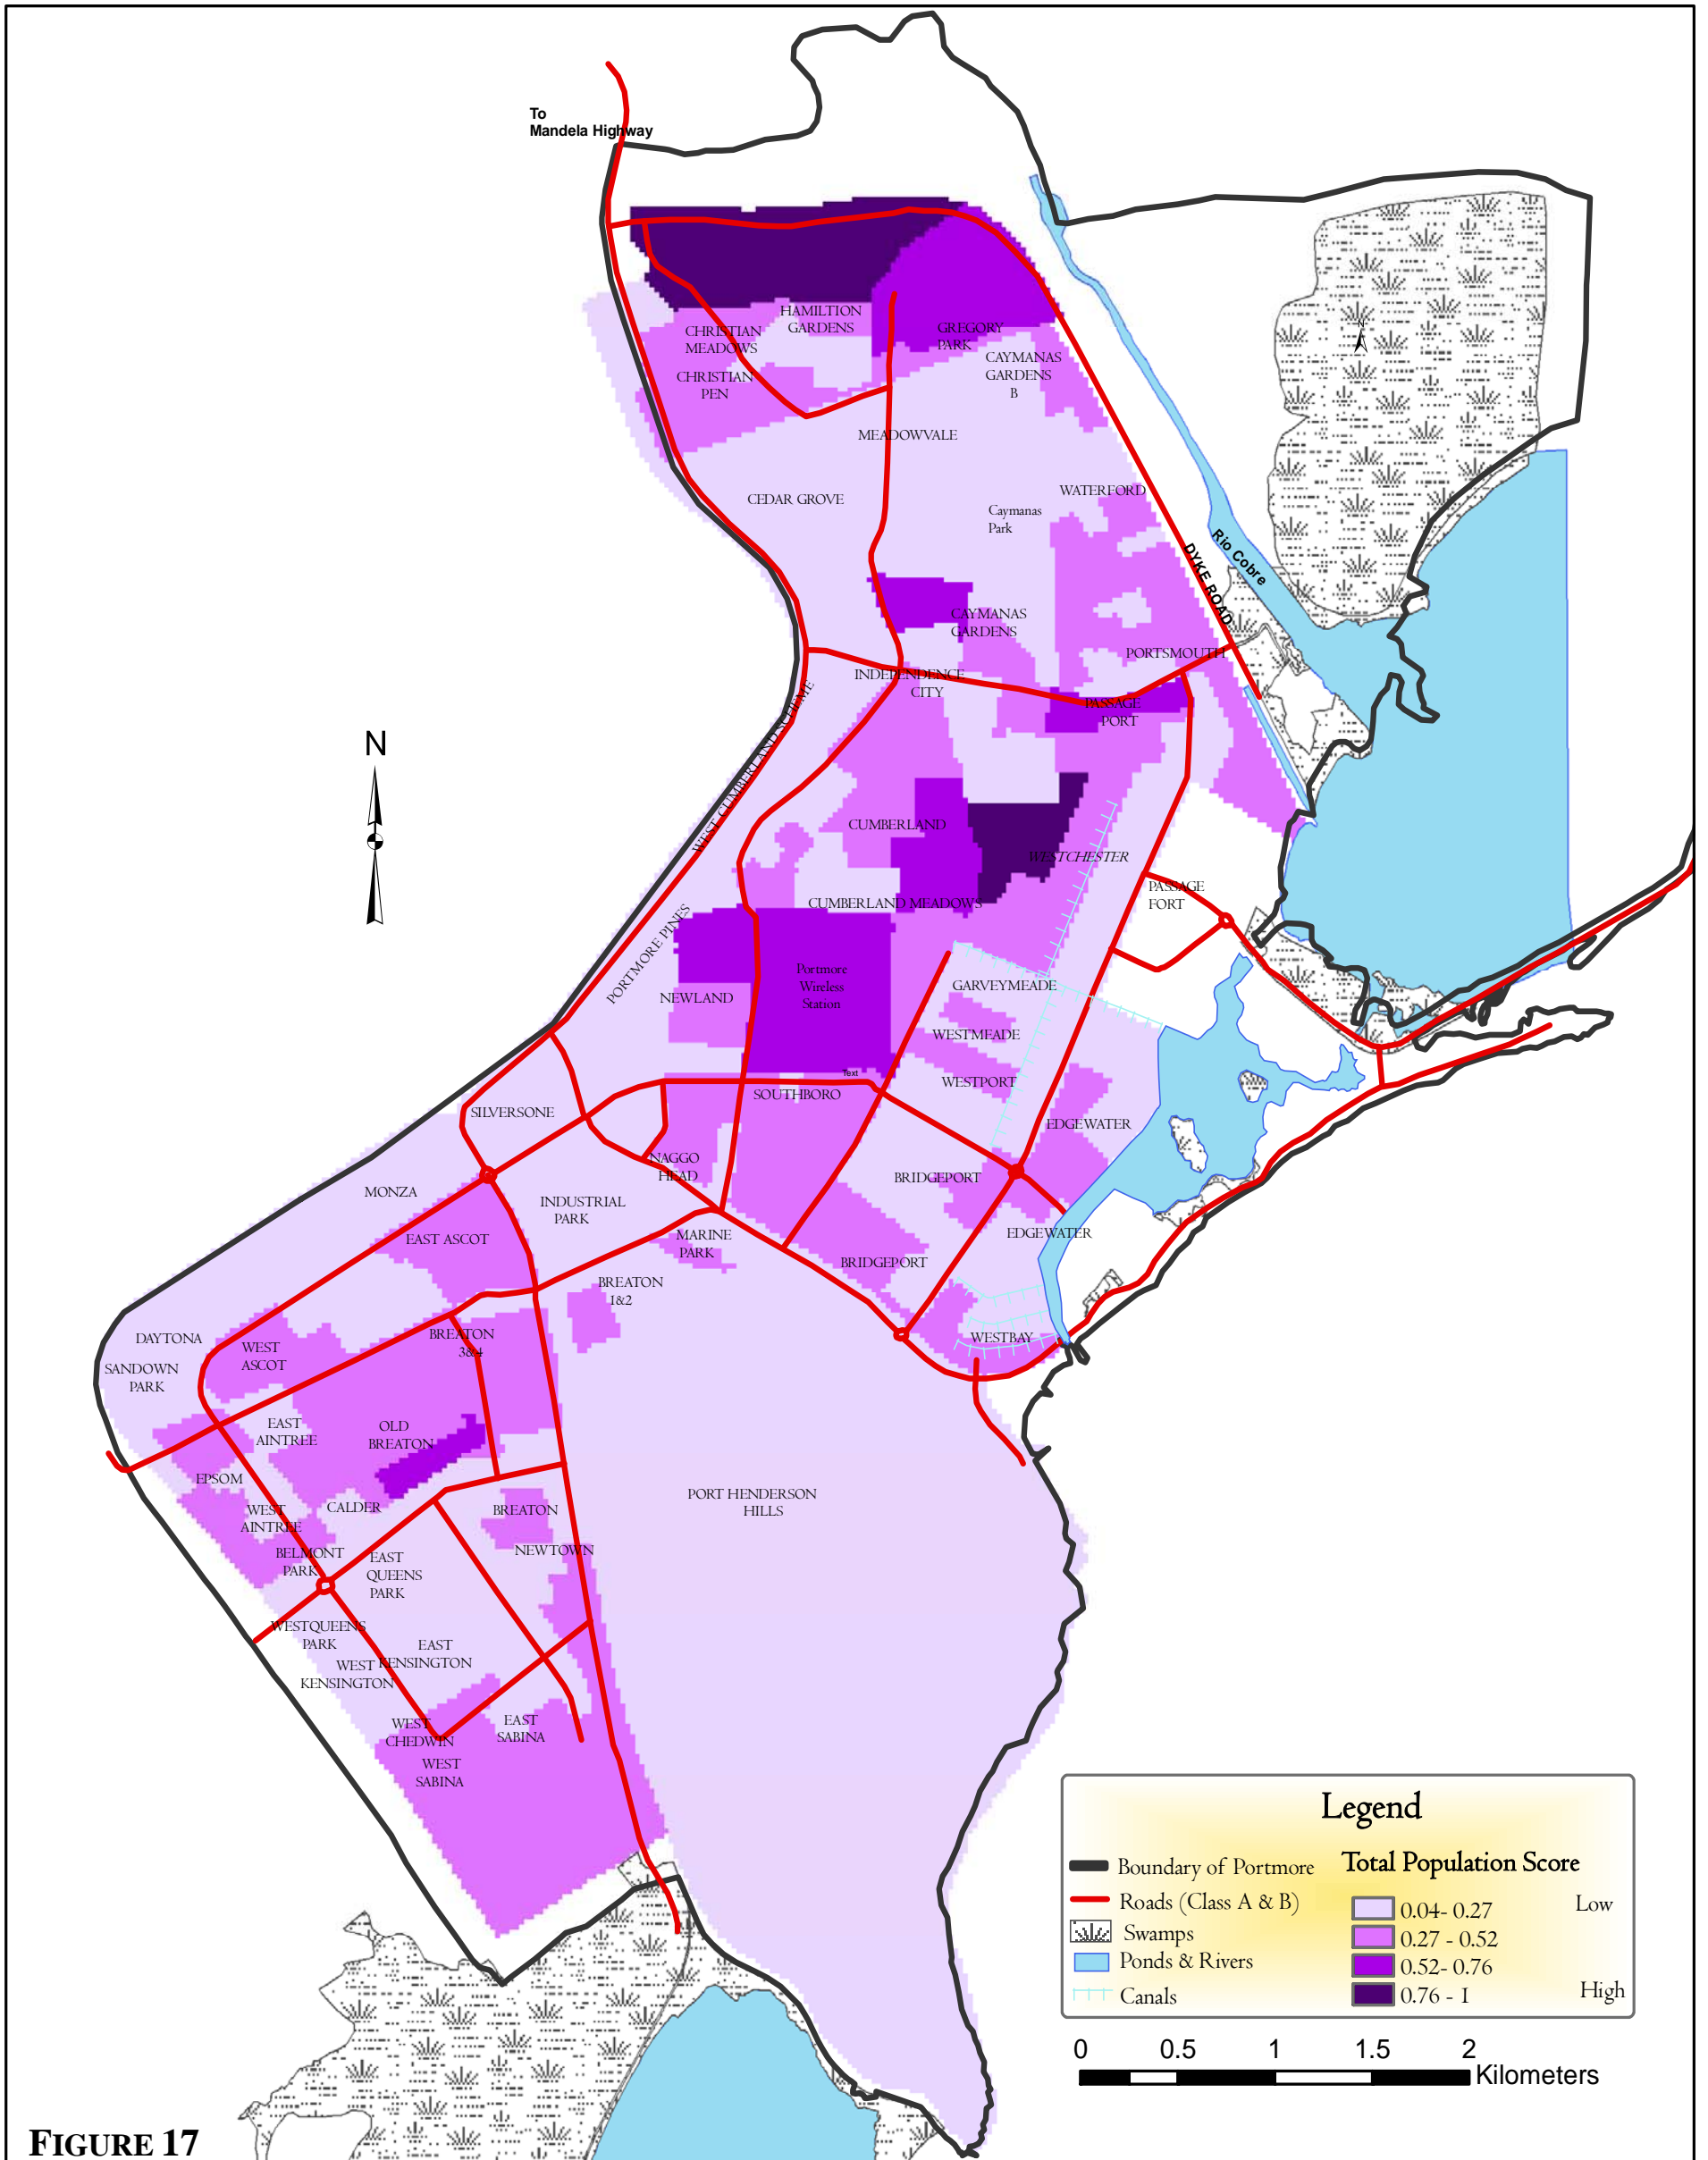 To
Mandela Highway
HAMILTION
GARDENS
CHRISTIAN
MEADOWS
GREGORY
PARK
N
CAYMANAS
GARDENS
B
CHRISTIAN
PEN
MEADOWVALE
CEDAR GROVE
WATERFORD
Caymanas
Park
Rio Cobre
DYKE ROAD
CAYMANAS
GARDENS
PORTSMOUTH
INDEPENDENCE
CITY
PASSAGE
PORT
WEST CUMBERLAND SCHEME
N
CUMBERLAND
WESTCHESTER
PASSAGE
FORT
CUMBERLAND MEADOWS
PORTMORE PINES
Portmore
Wireless
Station
NEWLAND
GARVEYMEADE
WESTMEADE
Text
WESTPORT
SOUTHBORO
SILVERSONE
EDGEWATER
NAGGO
HEAD
BRIDGEPORT
MONZA
INDUSTRIAL
PARK
EAST ASCOT
MARINE
PARK
EDGEWATER
BRIDGEPORT
BREATON
1&2
DAYTONA
WEST
ASCOT
BREATON
3&4
WESTBAY
SANDOWN
PARK
EAST
AINTREE
OLD
BREATON
EPSOM
WEST
AINTREE
CALDER
BREATON
PORT HENDERSON
HILLS
NEWTOWN
BELMONT
PARK
EAST
QUEENS
PARK
WESTQUEENS
PARK
EAST
KENSINGTON
WEST
KENSINGTON
WEST
CHEDWIN
EAST
SABINA
WEST
SABINA
Legend
Boundary of Portmore
Roads (Class A & B)
Swamps
Ponds & Rivers
Canals
Total Population Score
0.04- 0.27 Low
0.27 - 0.52
0.52- 0.76
0.76 - 1 High
0 0.5 1 1.5 2
Kilometers
FIGURE 17